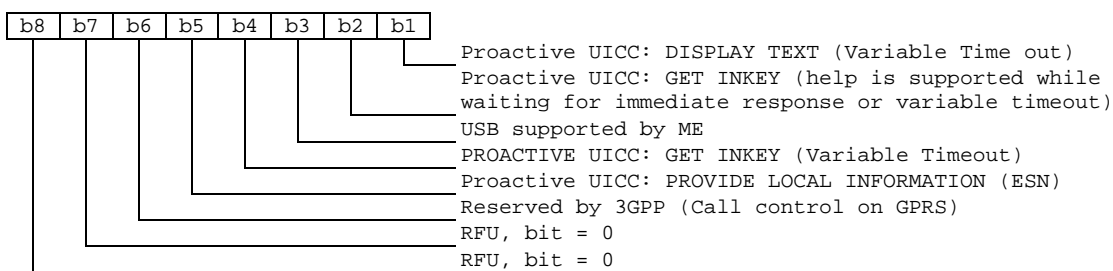 b8 b7 b6 b5 b4 b3 b2 b1
Proactive UICC: DISPLAY TEXT (Variable Time out)
Proactive UICC: GET INKEY (help is supported while
waiting for immediate response or variable timeout)
USB supported by ME
PROACTIVE UICC: GET INKEY (Variable Timeout)
Proactive UICC: PROVIDE LOCAL INFORMATION (ESN)
Reserved by 3GPP (Call control on GPRS)
RFU, bit = 0
RFU, bit = 0